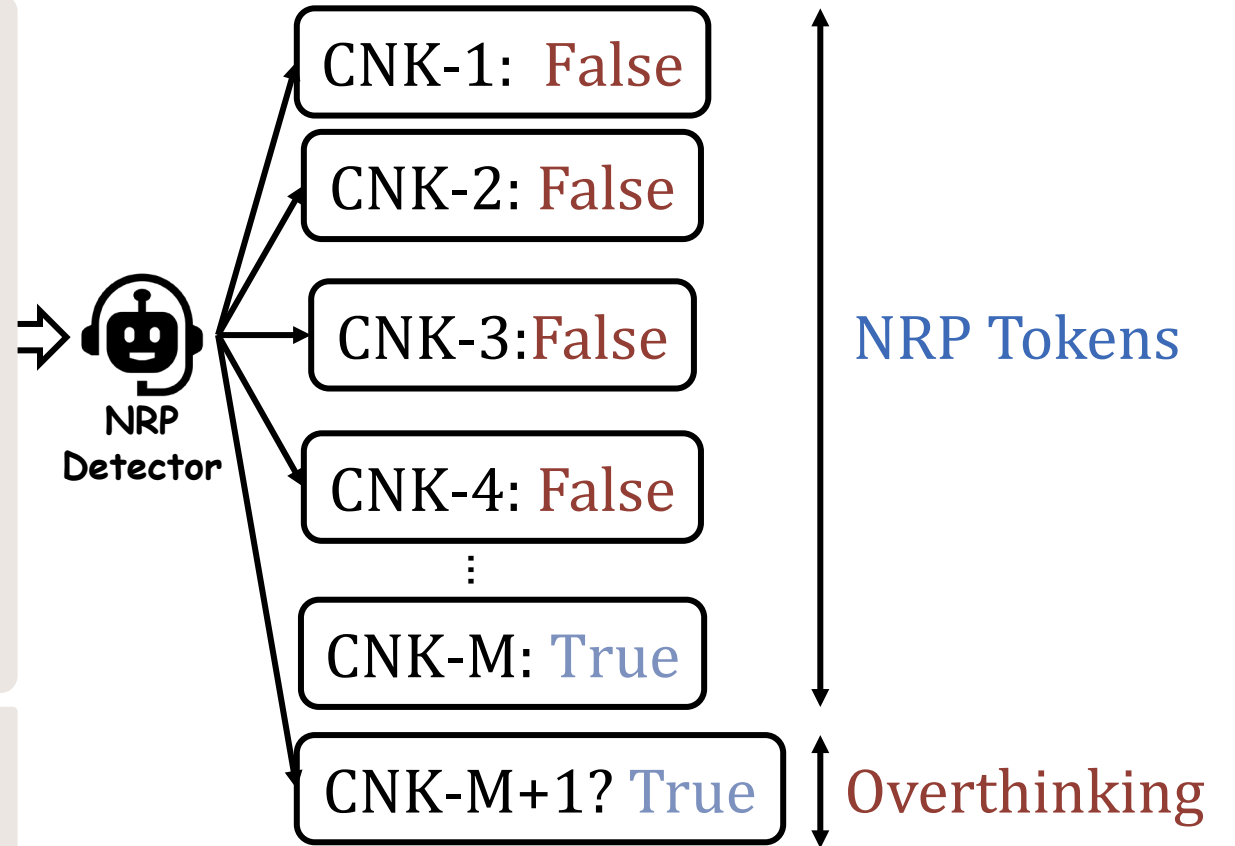 CNK-1: False
CNK-2: False
CNK-3:False
NRP Tokens
NRP
Detector
CNK-4: False
...
CNK-M: True
CNK-M+1? True
Overthinking